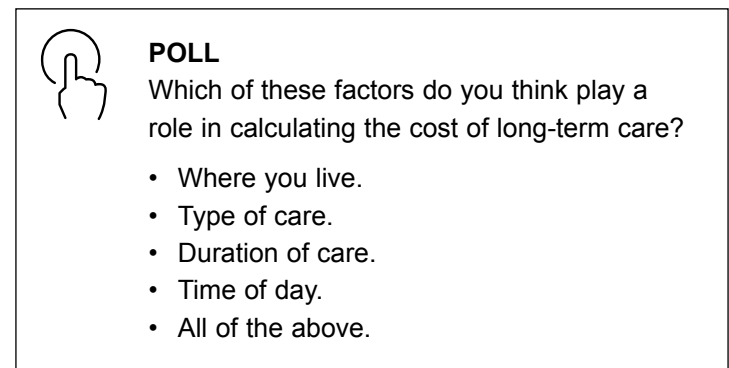 POLL
Which of these factors do you think play a
role in calculating the cost of long-term care?
• Where you live.
• Type of care.
• Duration of care.
• Time of day.
• All of the above.